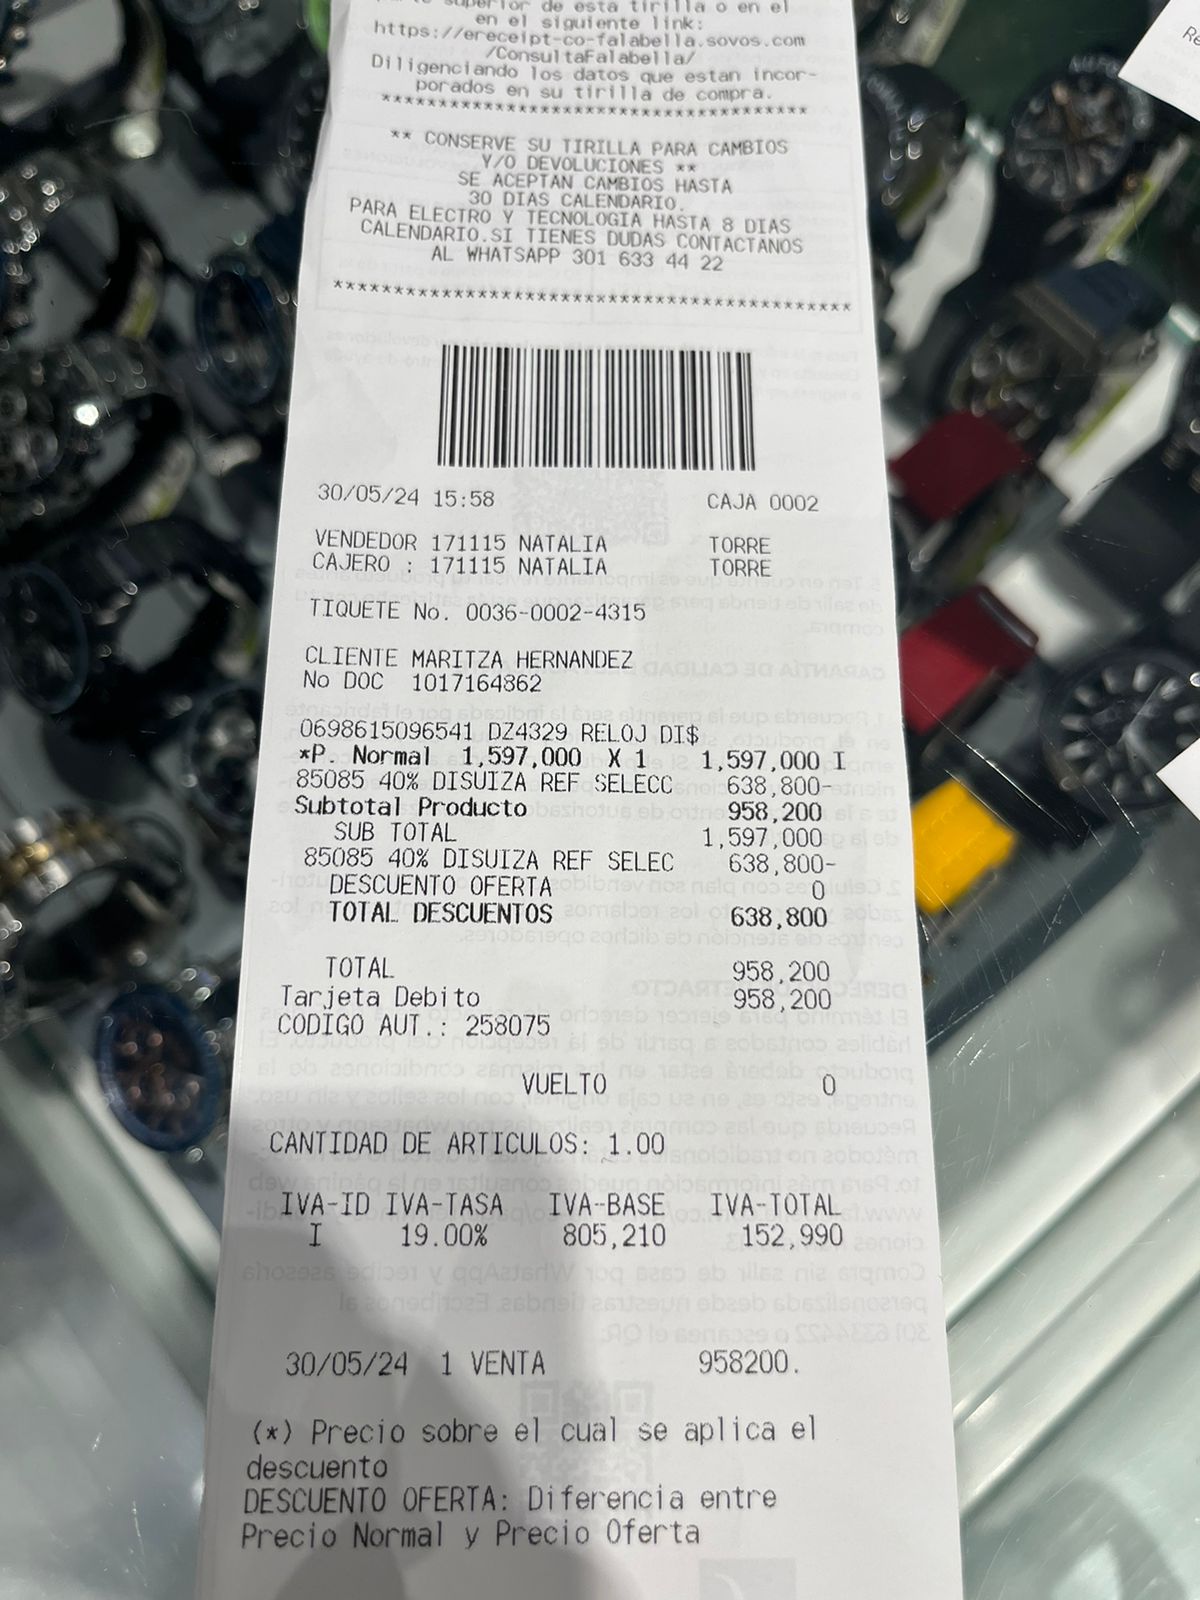 superior de esta tirilla o en el
en el siguiente link:
https://ereceipt-co-falabella.sovos.com
/ConsultaFalabella/
Diligenciando los datos que estan incor-
porados en su tirilla de compra.
****************************************
** CONSERVE SU TIRILLA PARA CAMBIOS
Y/O DEVOLUCIONES **
SE ACEPTAN CAMBIOS HASTA
30 DIAS CALENDARIO.
PARA ELECTRO Y TECNOLOGIA HASTA 8 DIAS
CALENDARIO.SI TIENES DUDAS CONTACTANOS
AL WHATSAPP 301 633 44 22
************************************************
30/05/24 15:58 CAJA 0002
VENDEDOR 171115 NATALIA TORRE
CAJERO : 171115 NATALIA TORRE
TIQUETE No. 0036-0002-4315
CLIENTE MARITZA HERNANDEZ
No DOC 1017164862
0698615096541 DZ4329 RELOJ DI$
*P. Normal 1,597,000 X 1 1,597,000 I
85085 40% DISUIZA REF SELECC 638,800-
Subtotal Producto 958,200
SUB TOTAL 1,597,000
85085 40% DISUIZA REF SELEC 638,800-
DESCUENTO OFERTA 0
TOTAL DESCUENTOS 638,800
TOTAL 958,200
Tarjeta Debito 958,200
CODIGO AUT.: 258075
VUELTO 0
CANTIDAD DE ARTICULOS: 1.00
IVA-ID IVA-TASA IVA-BASE IVA-TOTAL
I 19.00% 805,210 152,990
30/05/24 1 VENTA 958200.
(*) Precio sobre el cual se aplica el
descuento
DESCUENTO OFERTA: Diferencia entre
Precio Normal y Precio Oferta